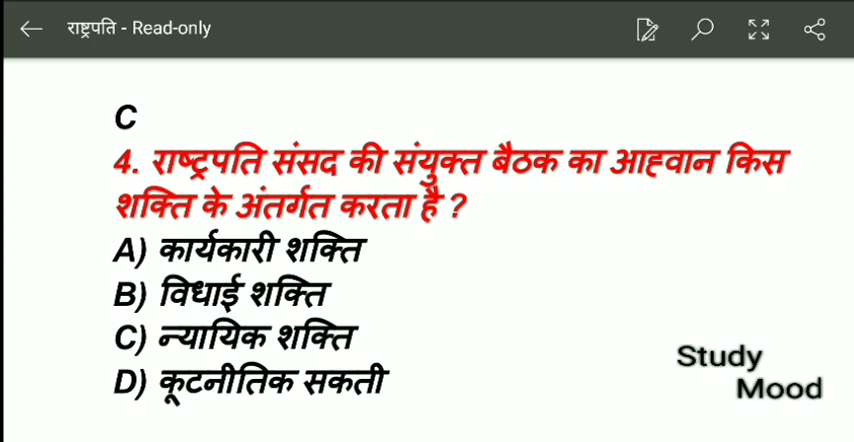 राष्ट्रपति - Read-only
C
4. राष्ट्रपति संसद की संयुक्त बैठक का आह्वान किस
शक्ति के अंतर्गत करता है ?
A) कार्यकारी शक्ति
B) विधाई शक्ति
C) न्यायिक शक्ति
D) कूटनीतिक सकती
Study
Mood